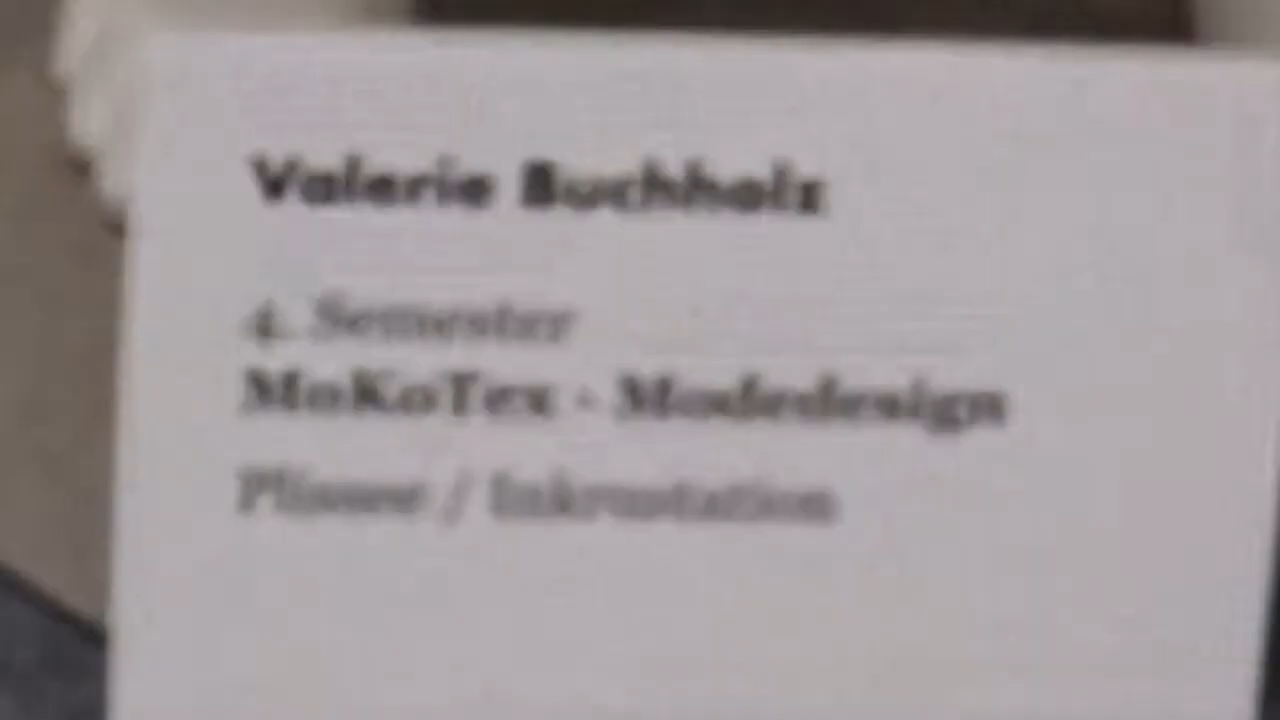 Valerie Buchholz
4. Semester
MoKoTex - Modedesign
Plissee / Inkrustation